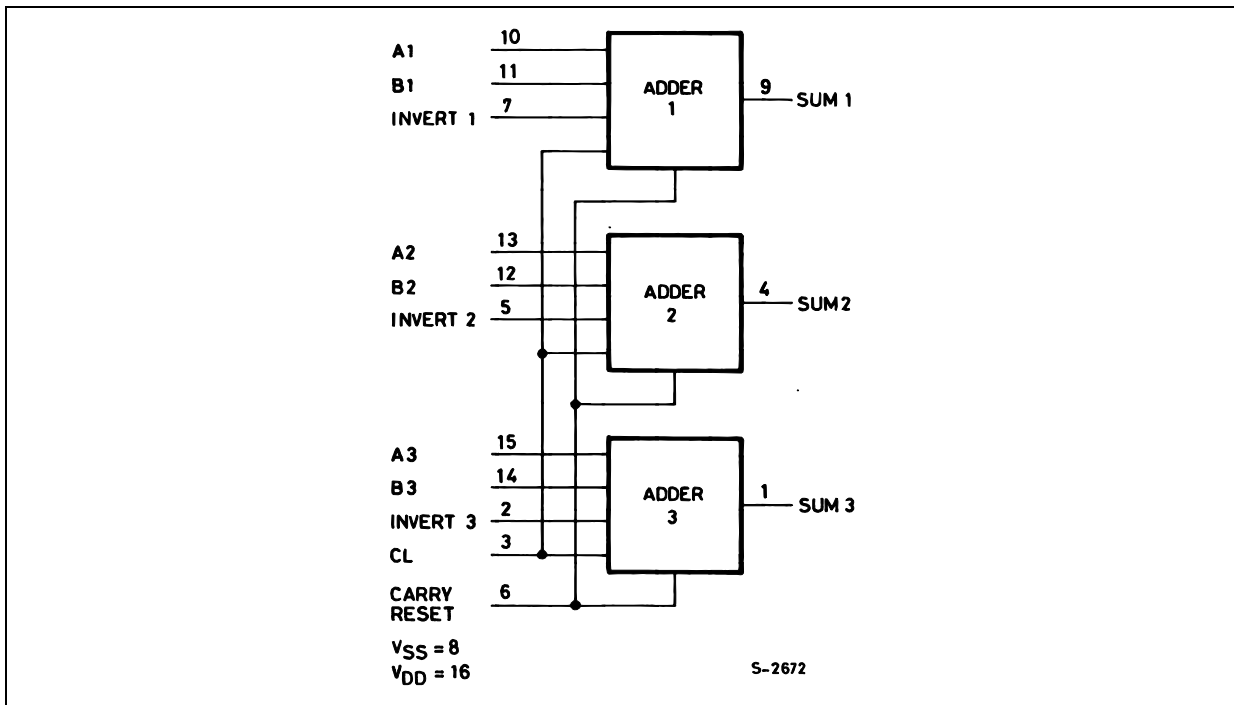 A1 10
B1 11
INVERT 1 7
ADDER
1
9 SUM 1
A2 13
B2 12
INVERT 2 5
ADDER
2
4 SUM2
A3 15
B3 14
INVERT 3 2
CL 3
ADDER
3
1 SUM 3
CARRY
RESET 6
VSS = 8
VDD = 16
S-2672